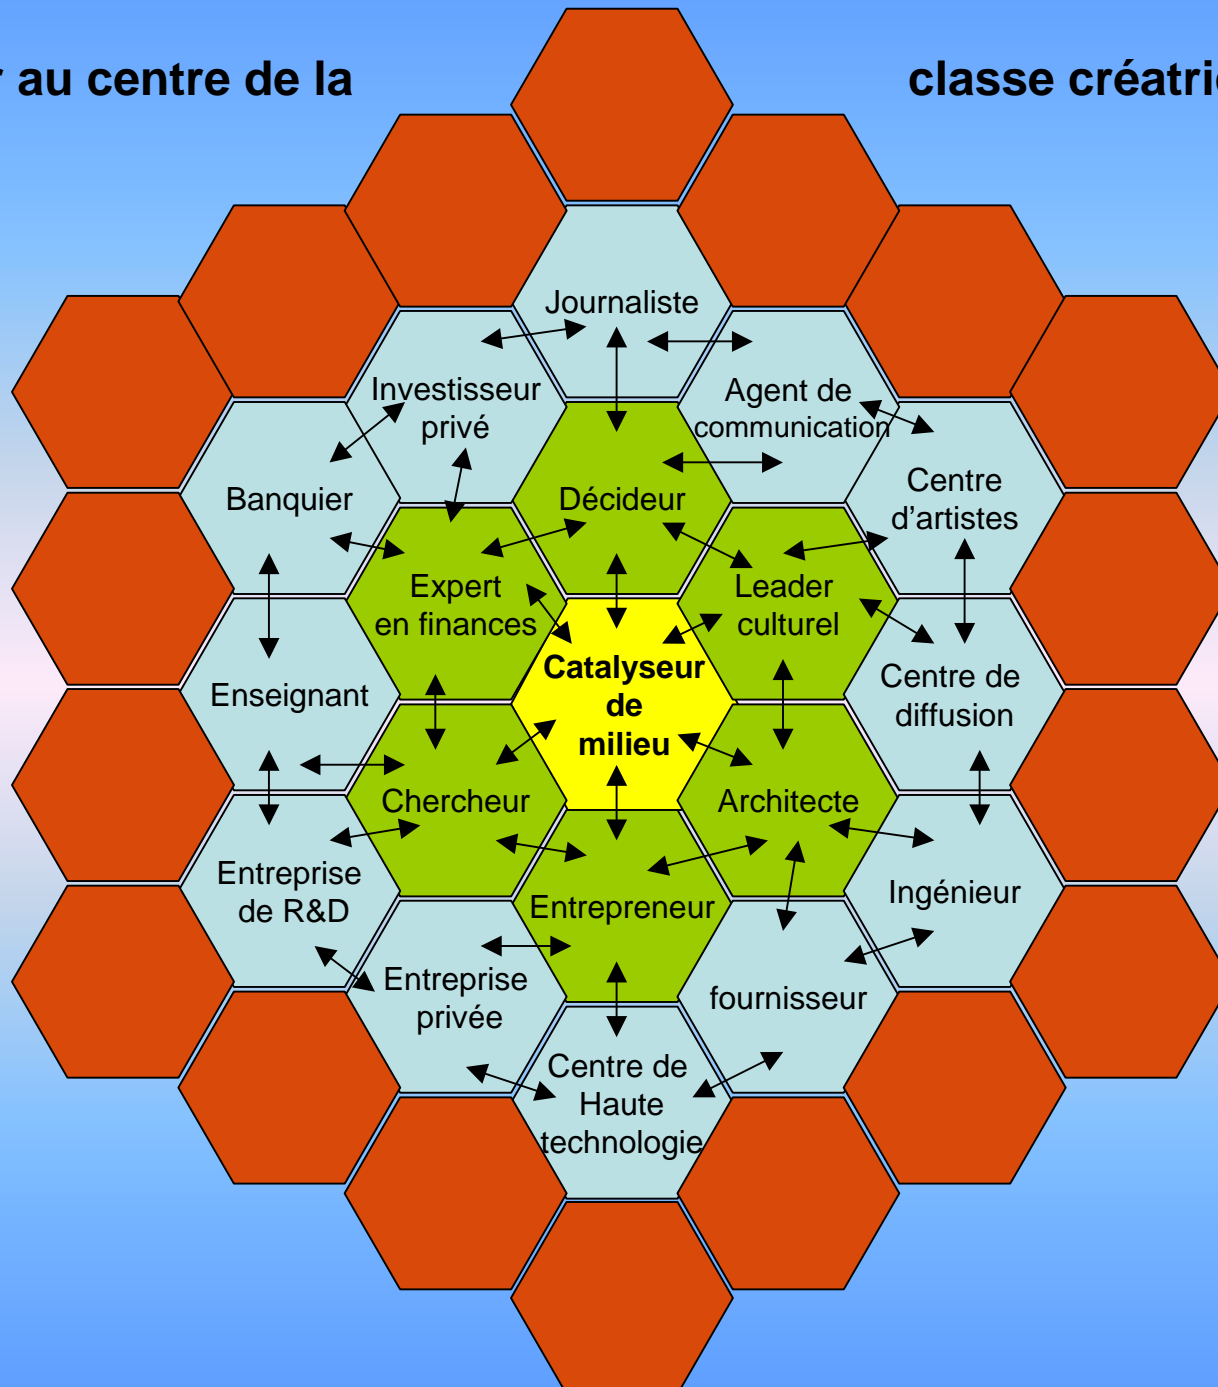 r au centre de la
classe créatri
Journaliste
Investisseur
privé
Agent de
communication
Banquier
Décideur
Centre
d’artistes
Expert
en finances
Leader
culturel
Catalyseur
de
milieu
Enseignant
Centre de
diffusion
Chercheur
Architecte
Entreprise
de R&D
Entrepreneur
Ingénieur
Entreprise
privée
fournisseur
Centre de
Haute
technologie